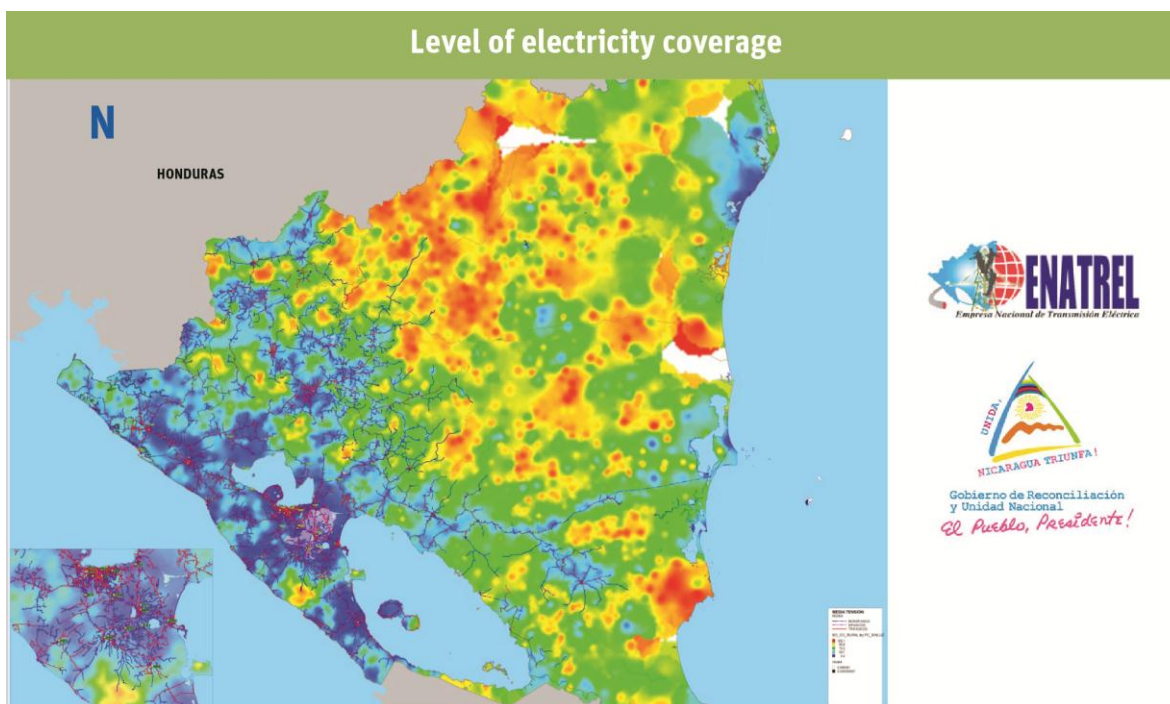 Level of electricity coverage
N
HONDURAS
ENATREL
Empresa Nacional de Transmisión Eléctrica
UNIDA,
NICARAGUA TRIUNFA!
Gobierno de Reconciliación
y Unidad Nacional
El Pueblo, Presidente!
MEDIA TENSIÓN